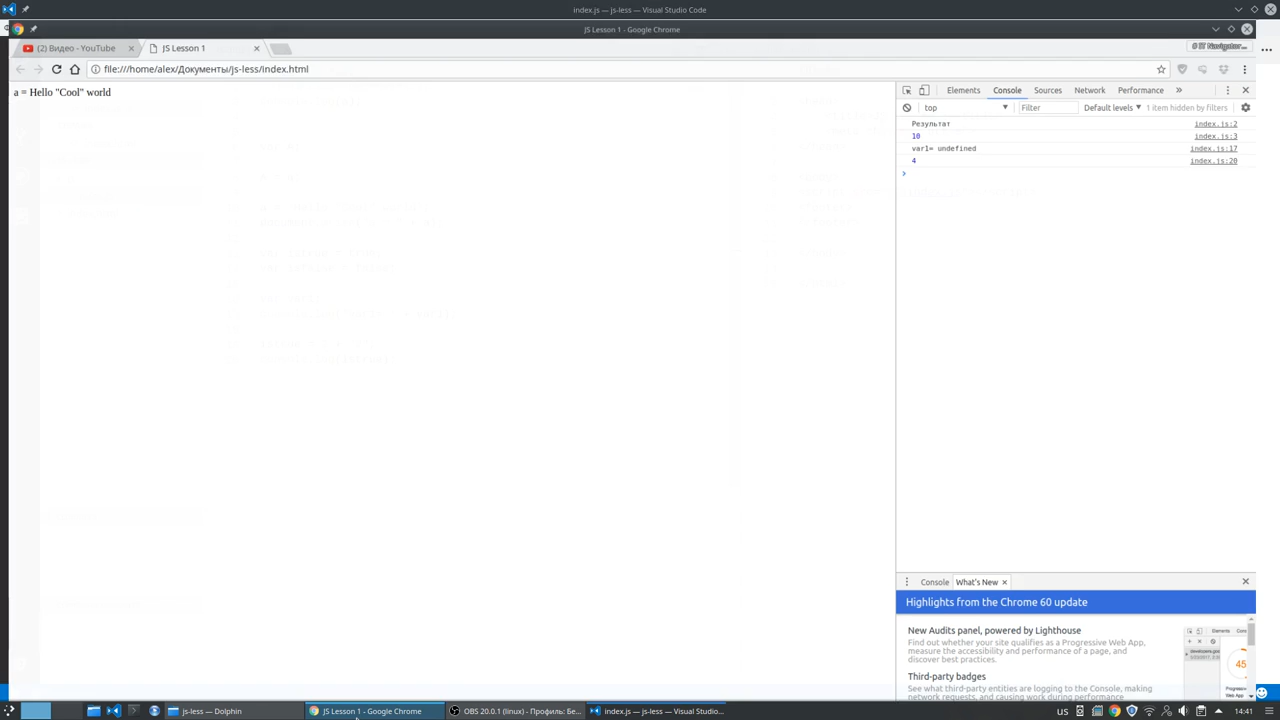 index.js — js-less — Visual Studio Code
JS Lesson 1 - Google Chrome
(2) Видео - YouTube
JS Lesson 1
IT Navigator...
file:///home/alex/Документы/js-less/index.html
a = Hello "Cool" world
Elements Console Sources Network Performance »
top Filter Default levels 1 item hidden by filters
Результат index.js:2
10 index.js:3
var1= undefined index.js:17
4 index.js:20
Console What's New
Highlights from the Chrome 60 update
New Audits panel, powered by Lighthouse
Find out whether your site qualifies as a Progressive Web App,
measure the accessibility and performance of a page, and
discover best practices.
Third-party badges
See what third-party entities are logging to the Console, making
network requests, and causing work during performance
Elements
45
js-less — Dolphin
JS Lesson 1 - Google Chrome
OBS 20.0.1 (linux) - Профиль: Бе...
index.js — js-less — Visual Studio...
US
14:41